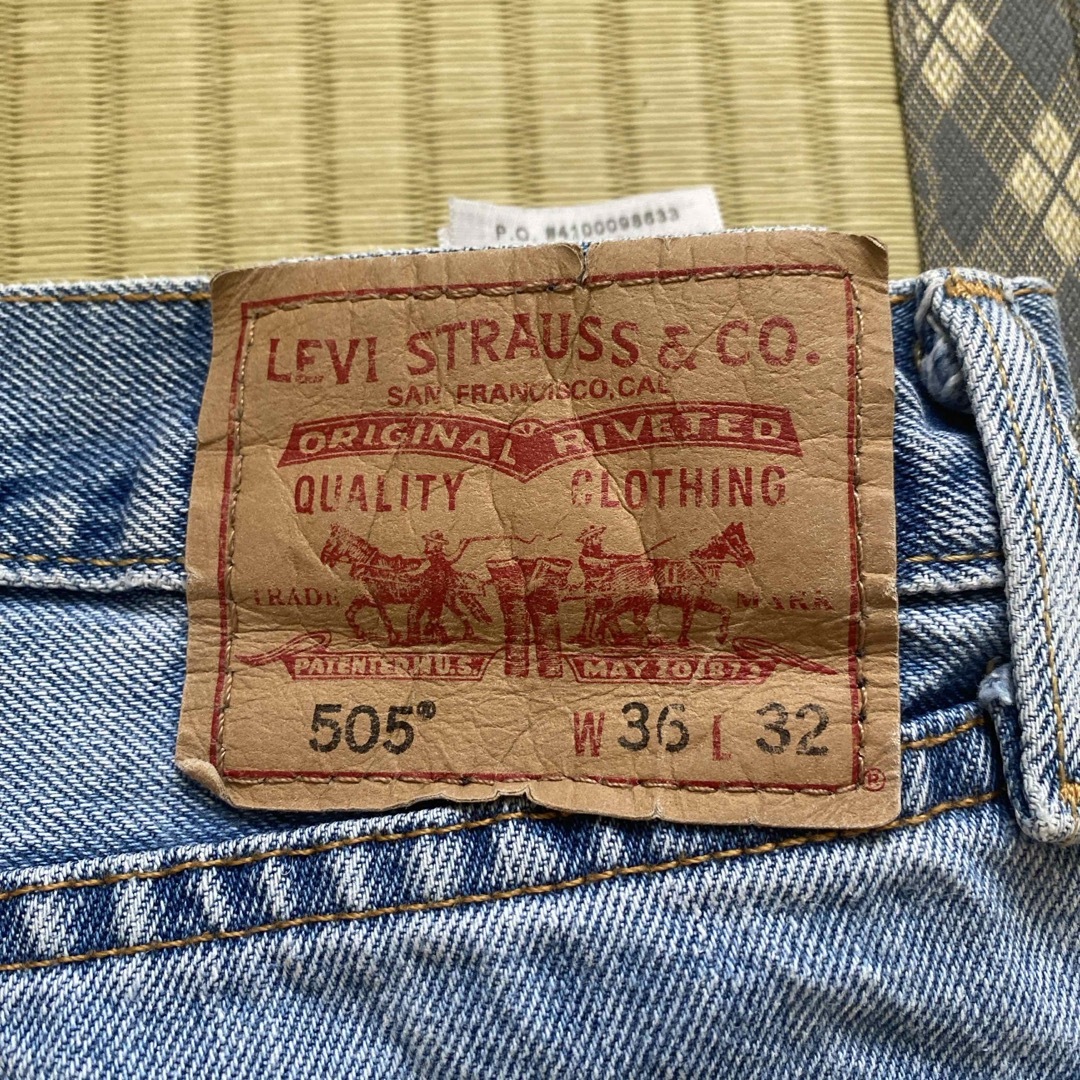 P.O. #4100098633
LEVI STRAUSS & CO.
SAN FRANCISCO, CAL
ORIGINAL RIVETED
QUALITY CLOTHING
TRADE MARK
PATENTED IN U.S. MAY 20 1873
505® W 36 L 32
®